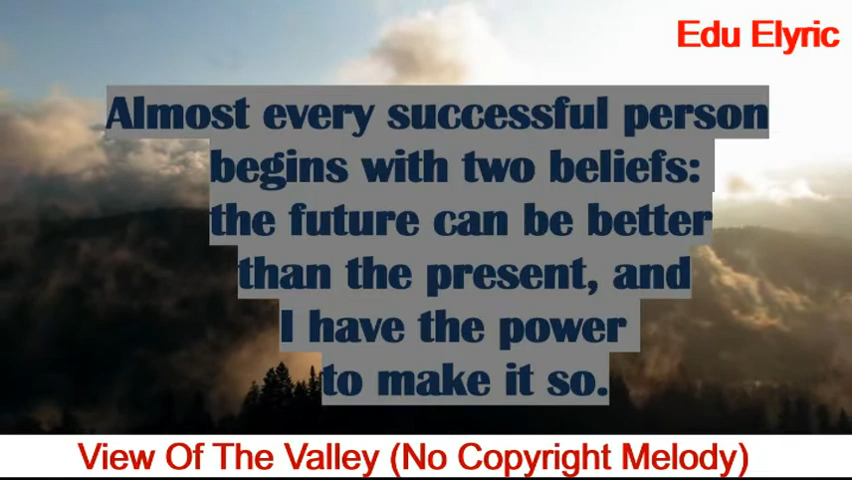 Edu Elyric
Almost every successful person
begins with two beliefs:
the future can be better
than the present, and
I have the power
to make it so.
View Of The Valley (No Copyright Melody)